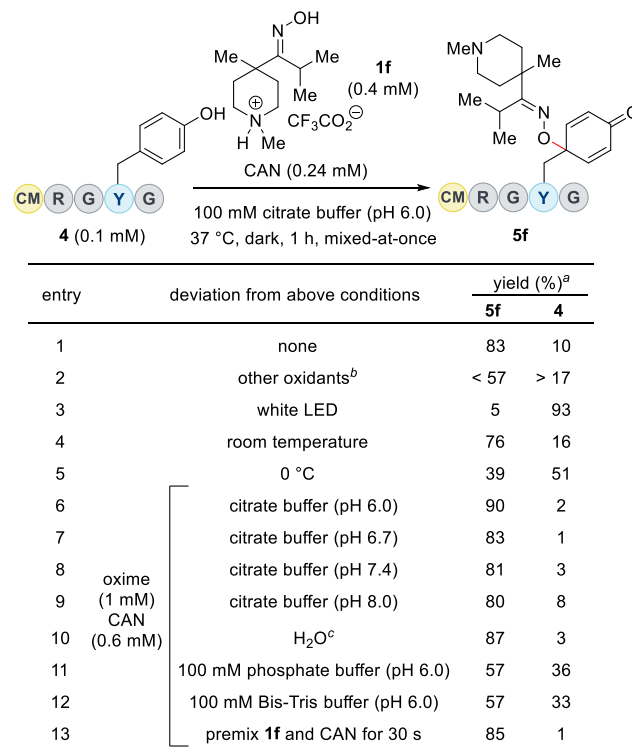 N OH
Me
1f
(0.4 mM)
Me
Me
N
H
Me
CF3CO2⊖
OH
CM R G Y G
4 (0.1 mM)
CAN (0.24 mM)
100 mM citrate buffer (pH 6.0)
37 °C, dark, 1 h, mixed-at-once
MeN
Me
Me
Me
N
O
O
CM R G Y G
5f
entry deviation from above conditions yield (%)a
5f 4
1 none 83 10
2 other oxidantsb < 57 > 17
3 white LED 5 93
4 room temperature 76 16
5 0 °C 39 51
6 citrate buffer (pH 6.0) 90 2
7 citrate buffer (pH 6.7) 83 1
8 citrate buffer (pH 7.4) 81 3
9 citrate buffer (pH 8.0) 80 8
10 H2Oc 87 3
11 100 mM phosphate buffer (pH 6.0) 57 36
12 100 mM Bis-Tris buffer (pH 6.0) 57 33
13 premix 1f and CAN for 30 s 85 1
oxime
(1 mM)
CAN
(0.6 mM)